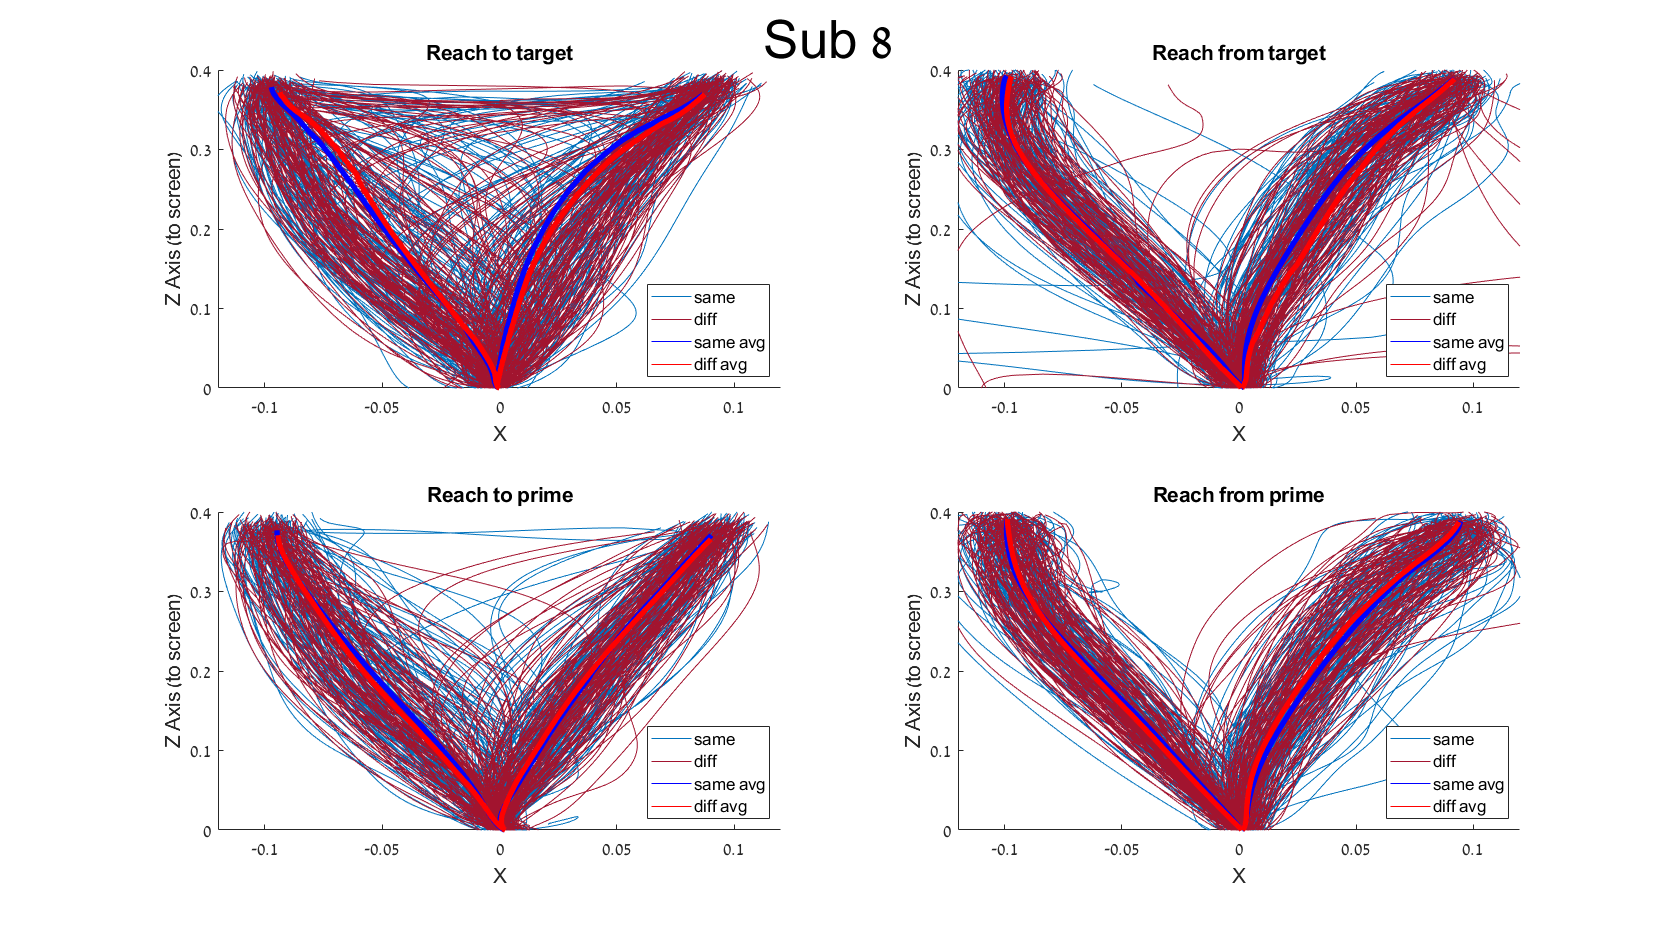 Sub 8
Reach to target
Z Axis (to screen)
0.4
0.3
0.2
0.1
0
-0.1
-0.05
0
0.05
0.1
X
same
diff
same avg
diff avg
Reach from target
Z Axis (to screen)
0.4
0.3
0.2
0.1
0
-0.1
-0.05
0
0.05
0.1
X
same
diff
same avg
diff avg
Reach to prime
Z Axis (to screen)
0.4
0.3
0.2
0.1
0
-0.1
-0.05
0
0.05
0.1
X
same
diff
same avg
diff avg
Reach from prime
Z Axis (to screen)
0.4
0.3
0.2
0.1
0
-0.1
-0.05
0
0.05
0.1
X
same
diff
same avg
diff avg